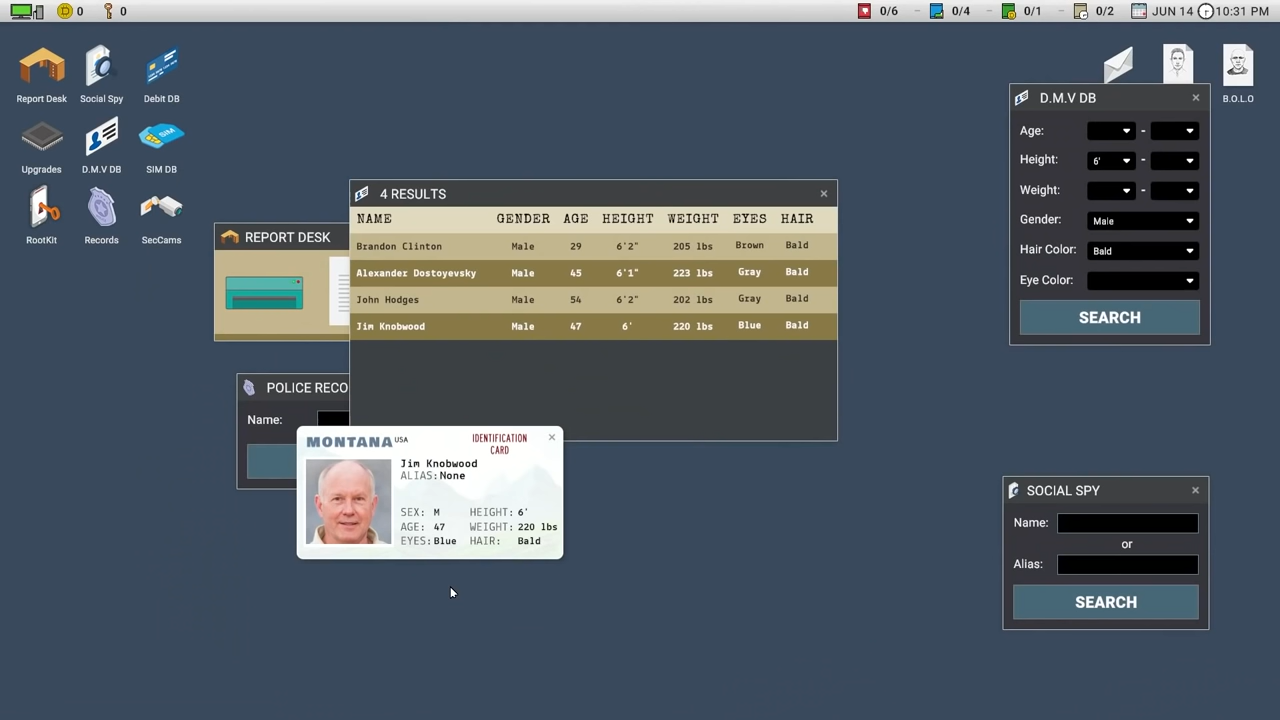 0
0
0/6
0/4
0/1
0/2
JUN 14
10:31 PM
Report Desk
Social Spy
Debit DB
Upgrades
D.M.V DB
SIM DB
RootKit
Records
SecCams
B.O.L.O
REPORT DESK
POLICE RECO
Name:
4 RESULTS
NAME GENDER AGE HEIGHT WEIGHT EYES HAIR
Brandon Clinton Male 29 6'2" 205 lbs Brown Bald
Alexander Dostoyevsky Male 45 6'1" 223 lbs Gray Bald
John Hodges Male 54 6'2" 202 lbs Gray Bald
Jim Knobwood Male 47 6' 220 lbs Blue Bald
MONTANA USA
IDENTIFICATION
CARD
Jim Knobwood
ALIAS: None
SEX: M HEIGHT: 6'
AGE: 47 WEIGHT: 220 lbs
EYES: Blue HAIR: Bald
D.M.V DB
Age: -
Height: 6' -
Weight: -
Gender: Male
Hair Color: Bald
Eye Color:
SEARCH
SOCIAL SPY
Name:
or
Alias:
SEARCH